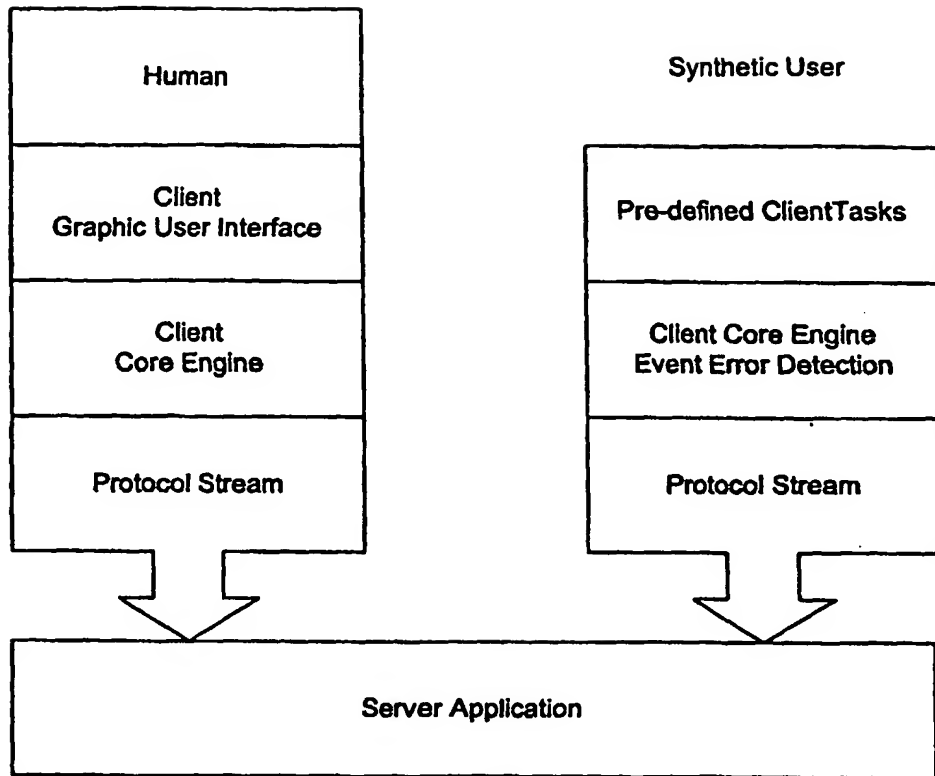 Human
Client
Graphic User Interface
Client
Core Engine
Protocol Stream
Synthetic User
Pre-defined ClientTasks
Client Core Engine
Event Error Detection
Protocol Stream
Server Application